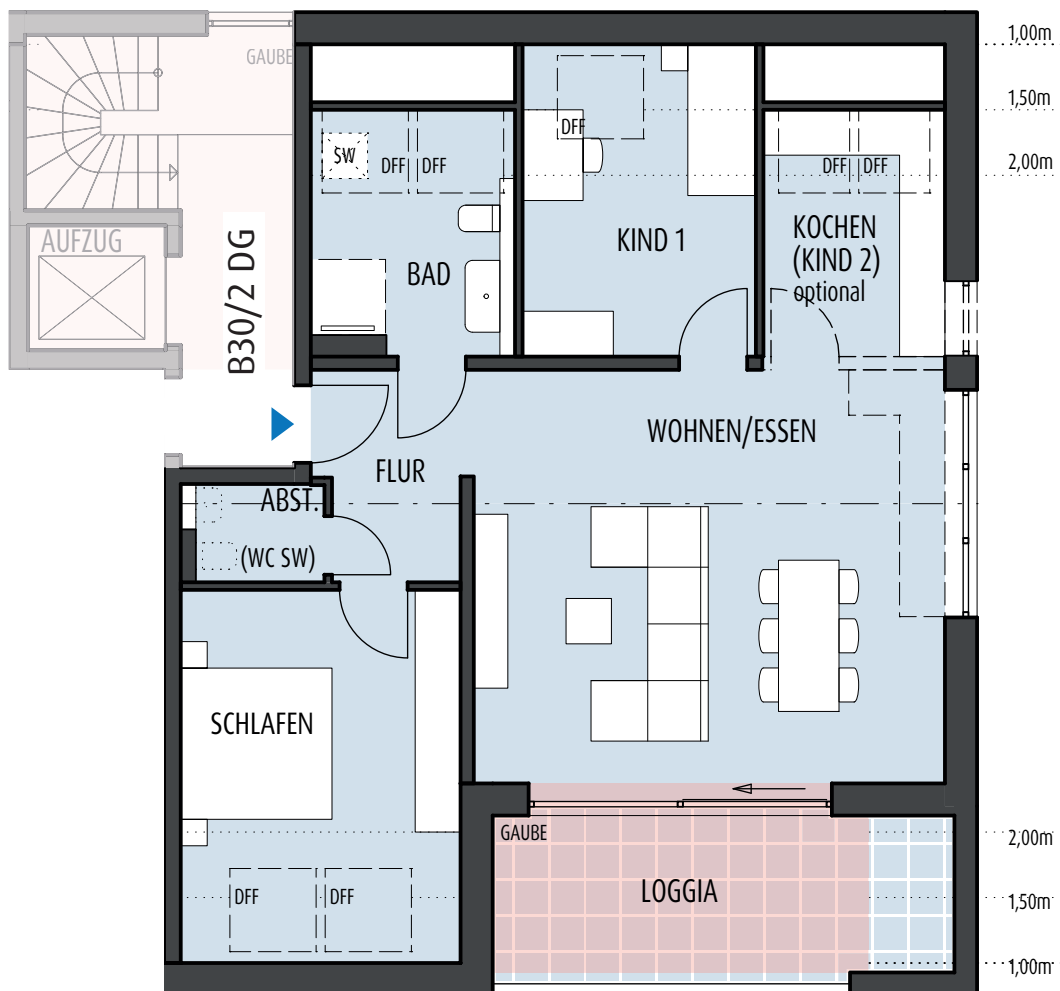 GAUBE
1,00m
1,50m
DFF
SW
DFF
DFF
DFF
DFF
2,00m
AUFZUG
B30/2 DG
BAD
KIND 1
KOCHEN
(KIND 2)
optional
WOHNEN/ESSEN
FLUR
ABST.
(WC SW)
SCHLAFEN
GAUBE
2,00m
DFF
DFF
LOGGIA
1,50m
1,00m